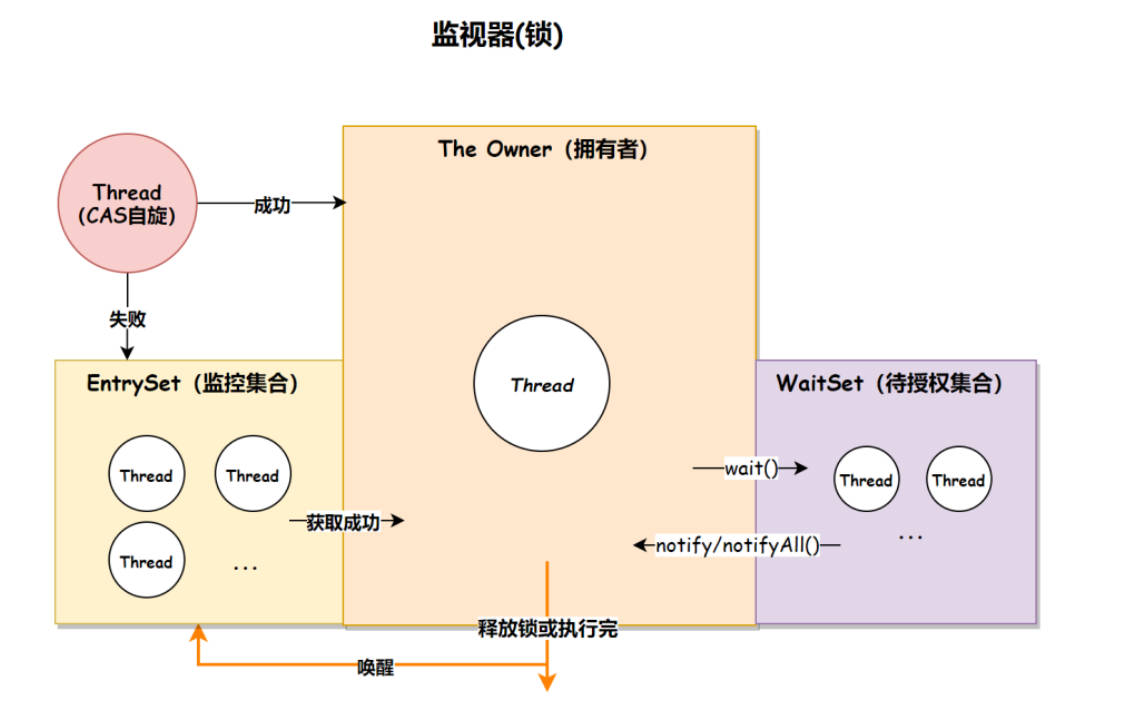 监视器(锁)
The Owner（拥有者）
Thread
(CAS自旋)
成功
失败
EntrySet（监控集合）
Thread
Thread
Thread
...
获取成功
Thread
WaitSet（待授权集合）
wait()
Thread
Thread
...
notify/notifyAll()
释放锁或执行完
唤醒